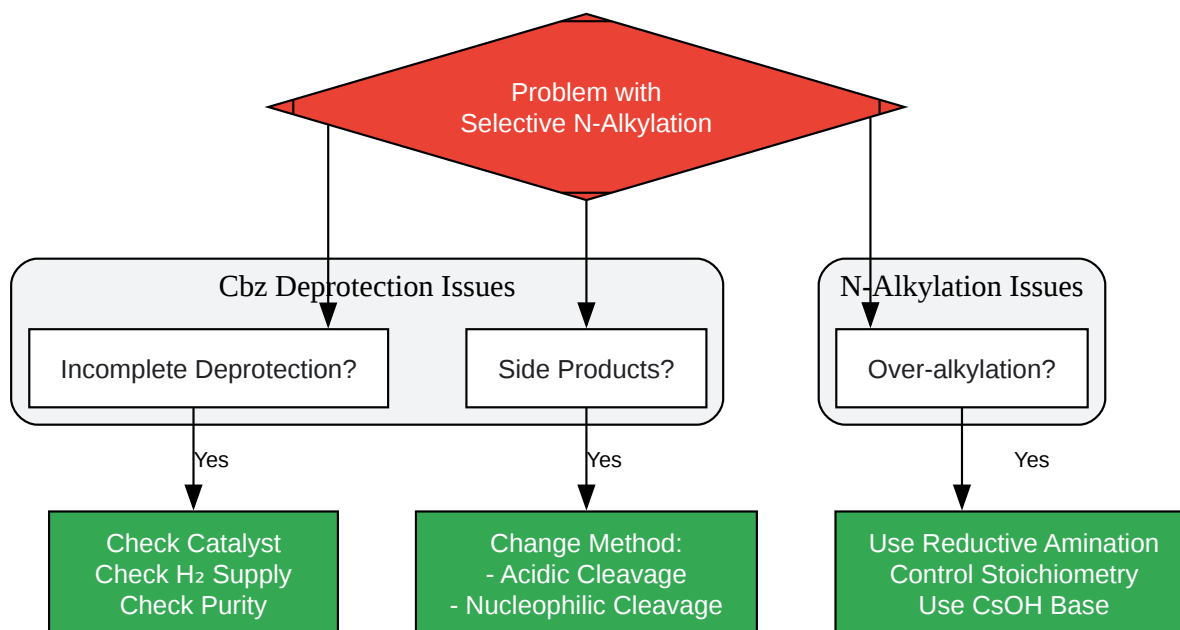 Problem with
Selective N-Alkylation
Cbz Deprotection Issues
N-Alkylation Issues
Incomplete Deprotection?
Side Products?
Over-alkylation?
Yes
Yes
Yes
Check Catalyst
Check H₂ Supply
Check Purity
Change Method:
- Acidic Cleavage
- Nucleophilic Cleavage
Use Reductive Amination
Control Stoichiometry
Use CsOH Base